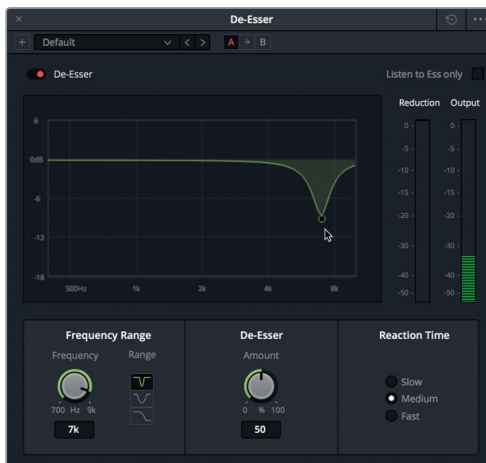 De-Esser
Default
A B
De-Esser
Listen to Ess only
Reduction Output
6
0dB
-6
-12
-18
500Hz 1k 2k 4k 8k
0 -
-5 -
-10 -
-15 -
-20 -
-30 -
-40 -
-50 -
0 -
-5 -
-10 -
-15 -
-20 -
-30 -
-40 -
-50 -
Frequency Range
Frequency Range
700 Hz 9k
7k
De-Esser
Amount
0 % 100
50
Reaction Time
Slow
Medium
Fast